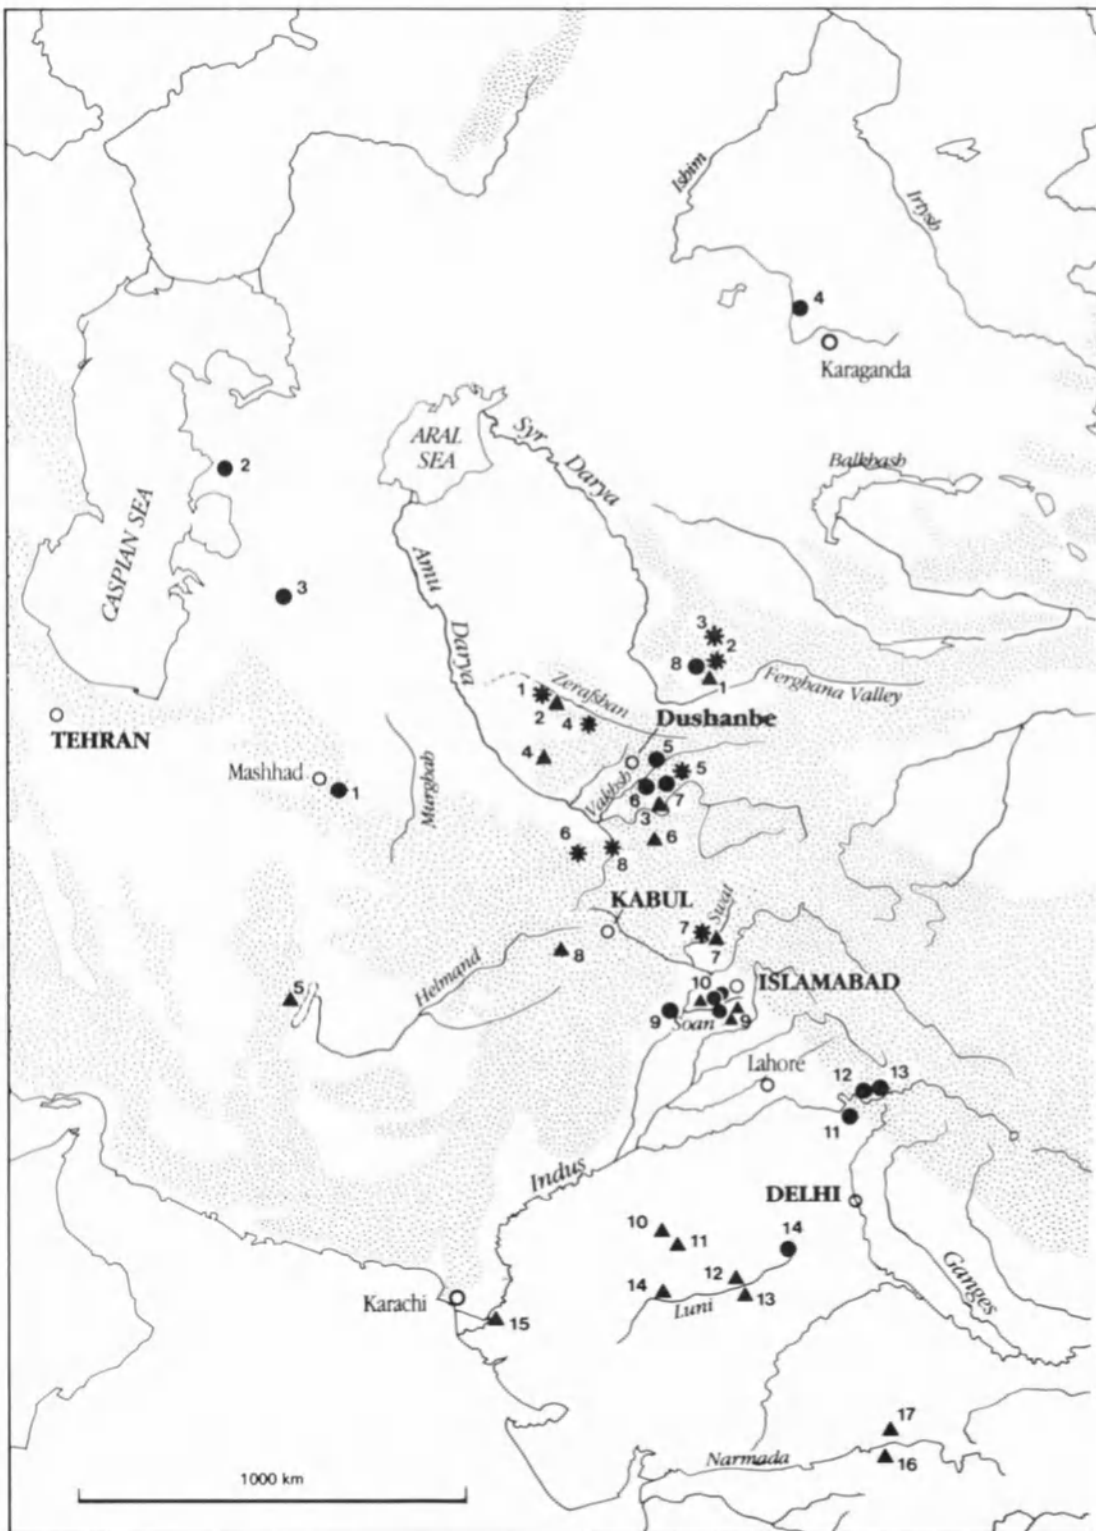 Ishim
Irtysh
4
Karaganda
ARAL
SEA
Syr
Darya
Balkhash
2
CASPIAN SEA
3
Amu
Darya
3
2
8
1
Ferghana Valley
1
Zerafshan
2
4
Dushanbe
TEHRAN
4
5
5
Mashhad
1
Murghab
Vakhsh
6
7
3
6
6
8
KABUL
Swat
7
7
8
Helmand
10
ISLAMABAD
5
9
Soan
9
Lahore
12
13
11
Indus
DELHI
10
11
14
12
14
13
Luni
Ganges
Karachi
15
17
Narmada
16
1000 km